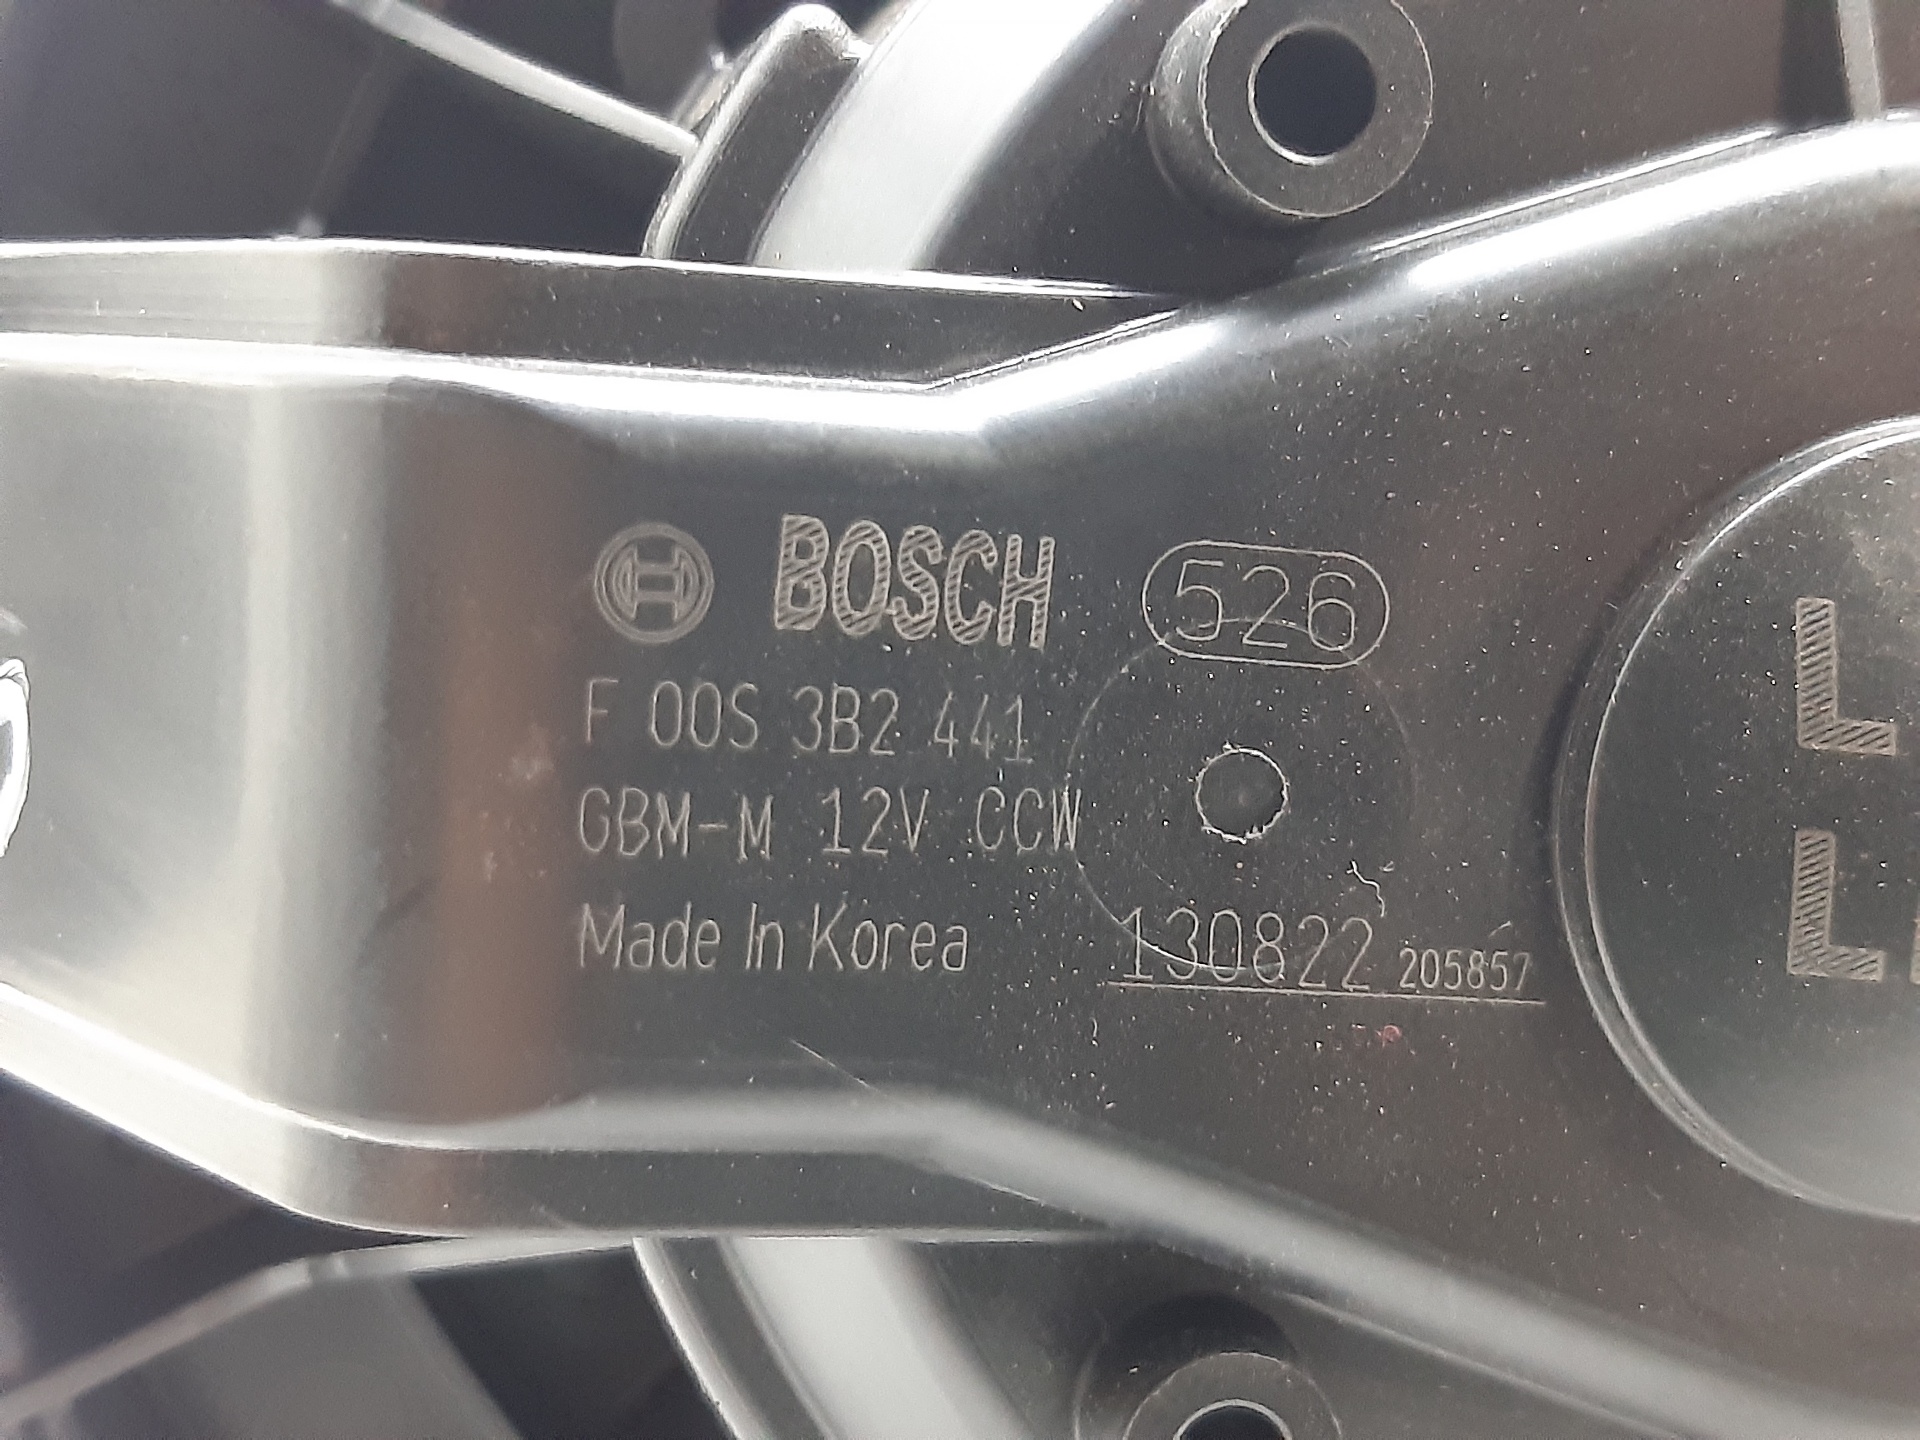 BOSCH 526
F 00S 3B2 441
GBM-M 12V CCW
Made In Korea 130822 205857
L